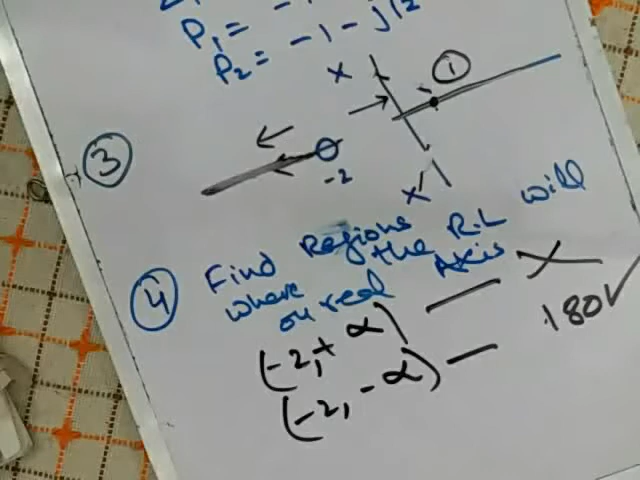 P₁ = -1
P₂ = -1 - j√2
x
①
③
-2
x
④ Find Regions
where the R.L will
on real Axis
(-2, +∝) — X
(-2, -∝) — 180✓